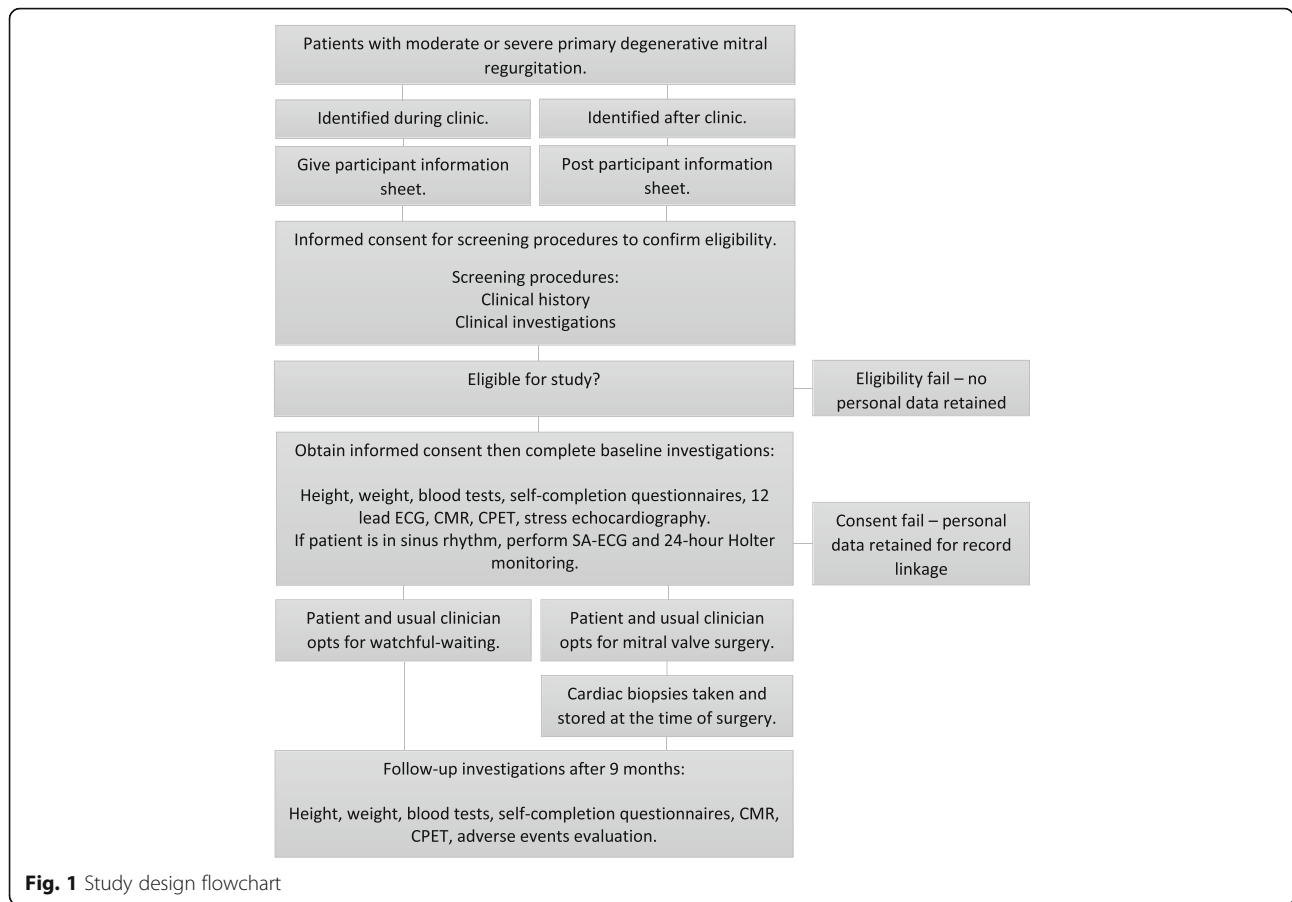 Patients with moderate or severe primary degenerative mitral
regurgitation.
Identified during clinic.
Identified after clinic.
Give participant information
sheet.
Post participant information
sheet.
Informed consent for screening procedures to confirm eligibility.
Screening procedures:
Clinical history
Clinical investigations
Eligible for study?
Eligibility fail – no
personal data retained
Obtain informed consent then complete baseline investigations:
Height, weight, blood tests, self-completion questionnaires, 12
lead ECG, CMR, CPET, stress echocardiography.
If patient is in sinus rhythm, perform SA-ECG and 24-hour Holter
monitoring.
Consent fail – personal
data retained for record
linkage
Patient and usual clinician
opts for watchful-waiting.
Patient and usual clinician
opts for mitral valve surgery.
Cardiac biopsies taken and
stored at the time of surgery.
Follow-up investigations after 9 months:
Height, weight, blood tests, self-completion questionnaires, CMR,
CPET, adverse events evaluation.
Fig. 1 Study design flowchart